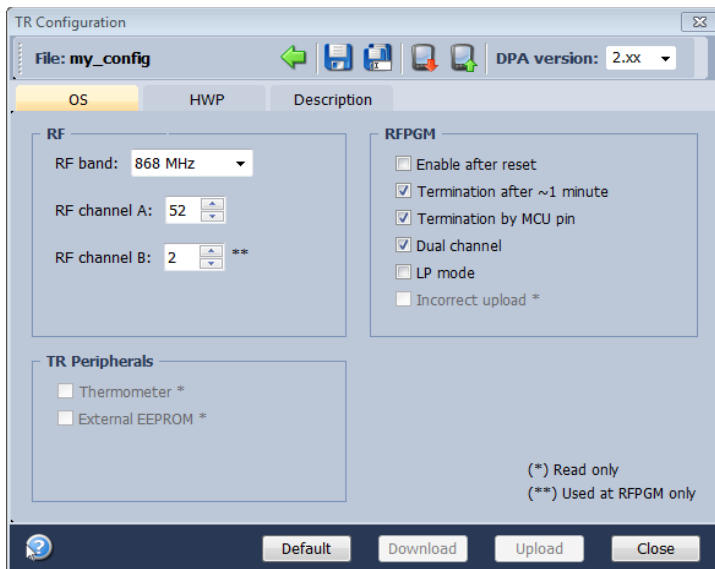 TR Configuration
File: my_config
DPA version: 2.xx
OS HWP Description
RF
RF band: 868 MHz
RF channel A: 52
RF channel B: 2 **
RFPGM
Enable after reset
Termination after ~1 minute
Termination by MCU pin
Dual channel
LP mode
Incorrect upload *
TR Peripherals
Thermometer *
External EEPROM *
(*) Read only
(**) Used at RFPGM only
Default Download Upload Close